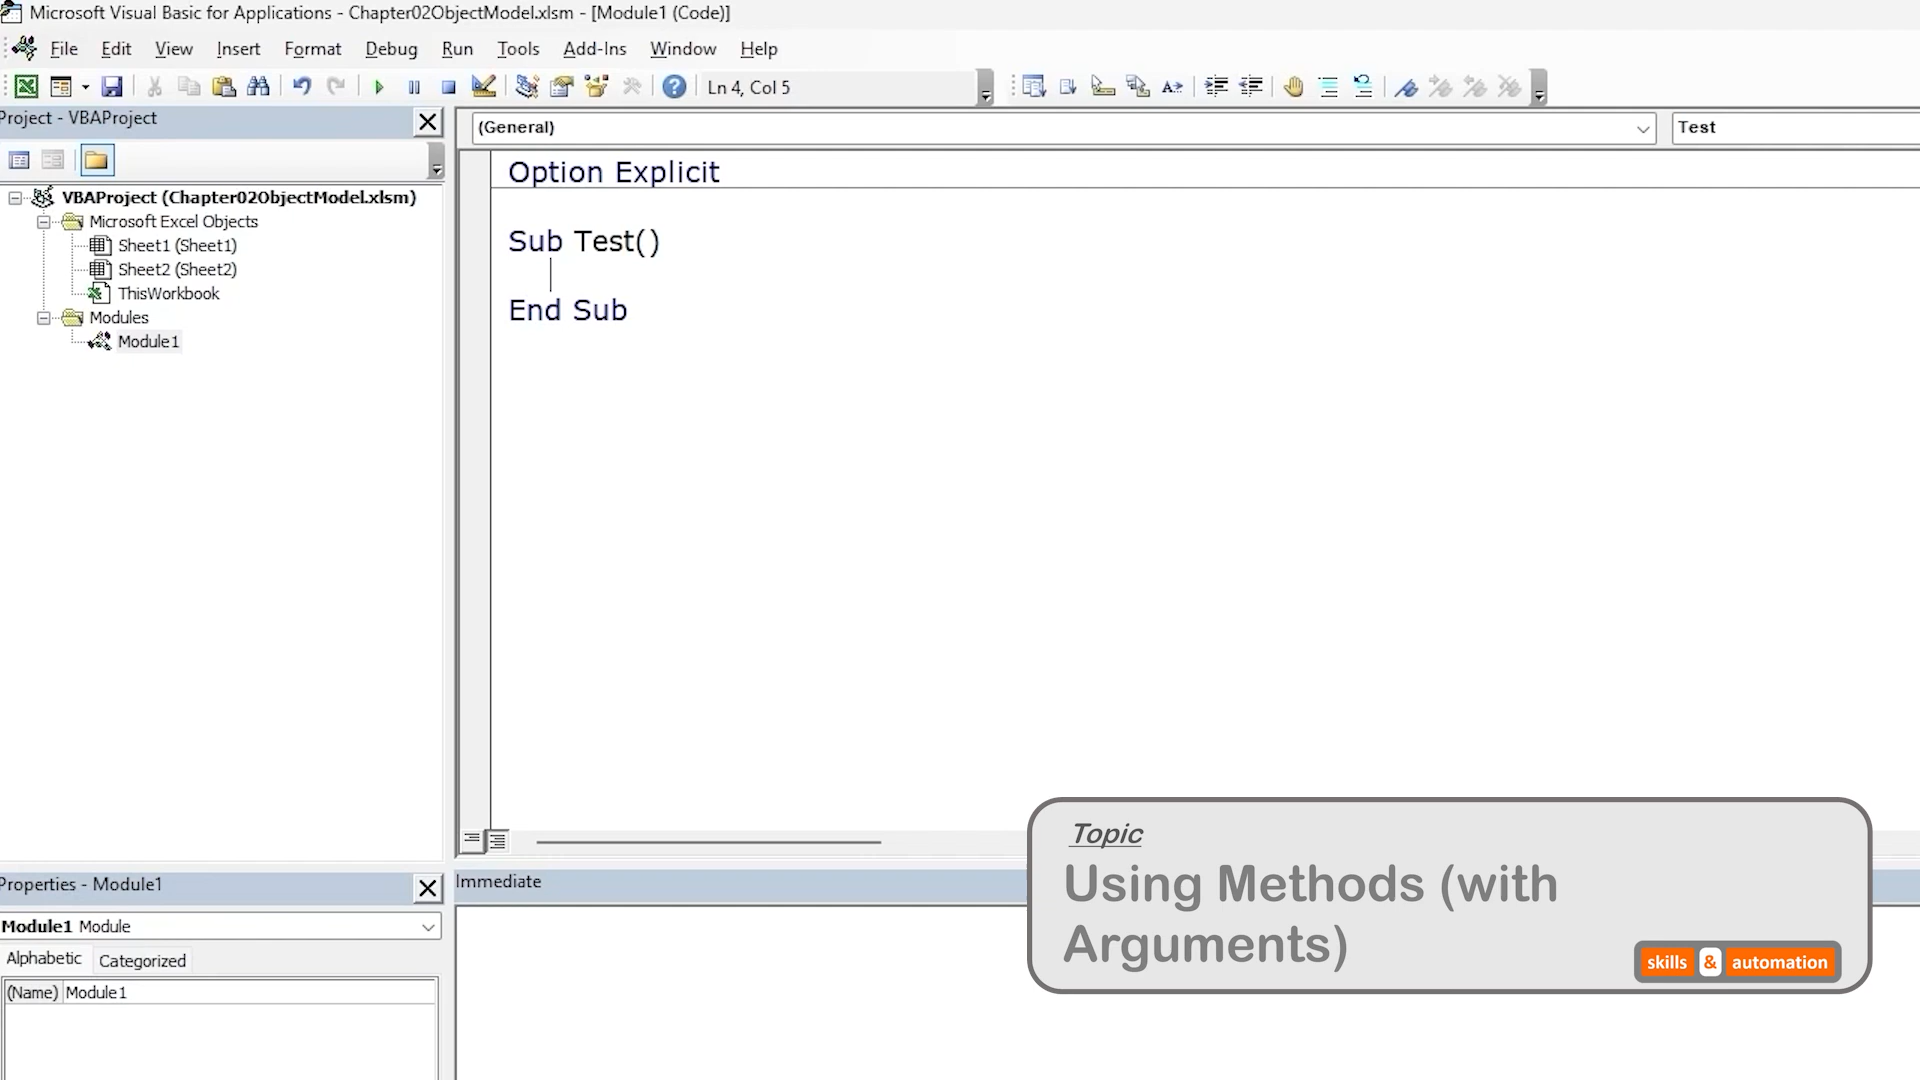 Microsoft Visual Basic for Applications - Chapter02ObjectModel.xlsm - [Module1 (Code)]
File Edit View Insert Format Debug Run Tools Add-Ins Window Help
Ln 4, Col 5
Project - VBAProject
(General)
Test
VBAProject (Chapter02ObjectModel.xlsm)
Microsoft Excel Objects
Sheet1 (Sheet1)
Sheet2 (Sheet2)
ThisWorkbook
Modules
Module1
Option Explicit
Sub Test()
End Sub
Properties - Module1
Module1 Module
Alphabetic Categorized
(Name) Module1
Immediate
Topic
Using Methods (with
Arguments)
skills & automation